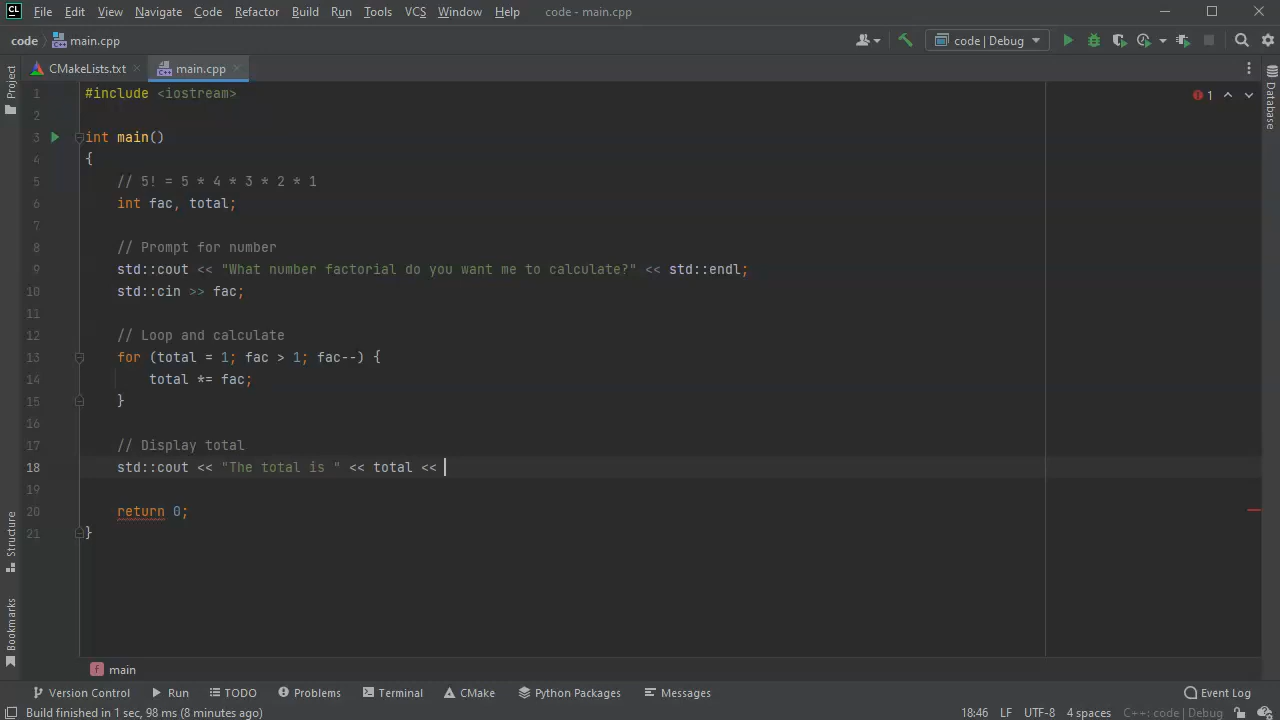 CL File Edit View Navigate Code Refactor Build Run Tools VCS Window Help code - main.cpp
code main.cpp code | Debug
Project CMakeLists.txt main.cpp Database
1 #include <iostream> 1
2
3 int main()
4 {
5 // 5! = 5 * 4 * 3 * 2 * 1
6 int fac, total;
7
8 // Prompt for number
9 std::cout << "What number factorial do you want me to calculate?" << std::endl;
10 std::cin >> fac;
11
12 // Loop and calculate
13 for (total = 1; fac > 1; fac--) {
14 total *= fac;
15 }
16
17 // Display total
18 std::cout << "The total is " << total <<
19
20 return 0;
21 }
Structure
Bookmarks
f main
Version Control Run TODO Problems Terminal CMake Python Packages Messages Event Log
Build finished in 1 sec, 98 ms (8 minutes ago) 18:46 LF UTF-8 4 spaces C++: code | Debug